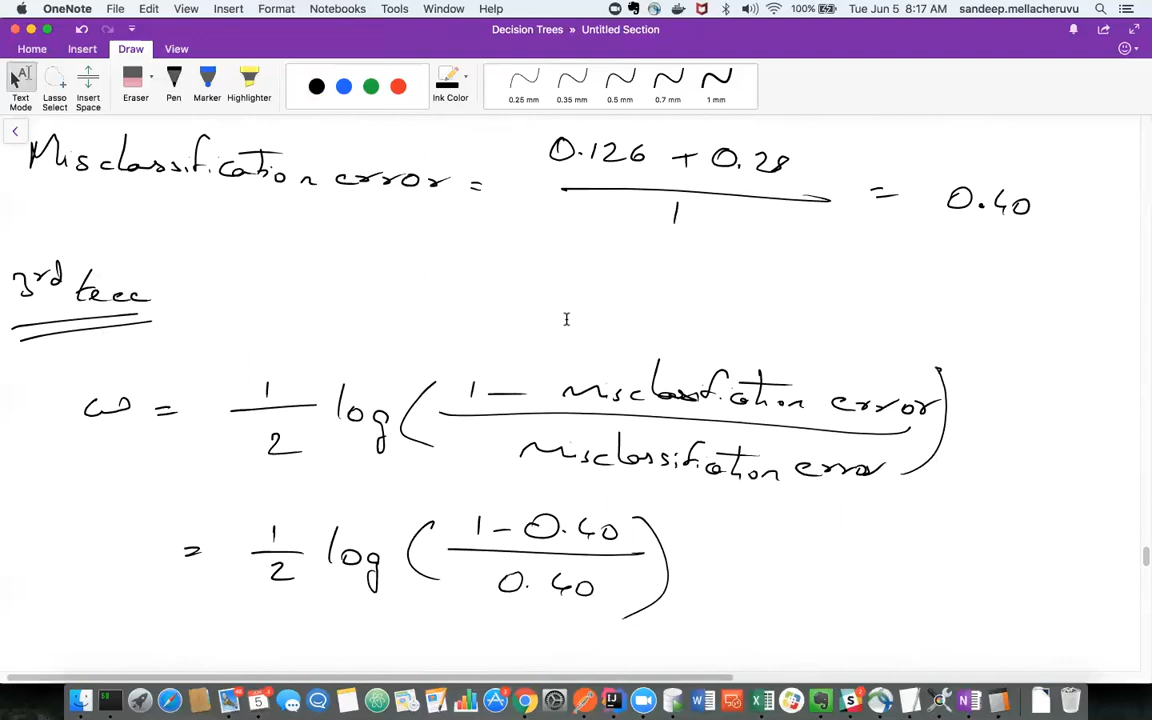 OneNote File Edit View Insert Format Notebooks Tools Window Help 100% Tue Jun 5 8:17 AM sandeep.mellacheruvu
Decision Trees » Untitled Section
Home Insert Draw View
Text Mode
Lasso Select
Insert Space
Eraser
Pen
Marker
Highlighter
Ink Color
0.25 mm
0.35 mm
0.5 mm
0.7 mm
1 mm
Misclassification error = 0.126 + 0.28 / 1 = 0.40
3rd tree
ω = 1/2 log ( 1 - misclassification error / misclassification error )
= 1/2 log ( 1 - 0.40 / 0.40 )